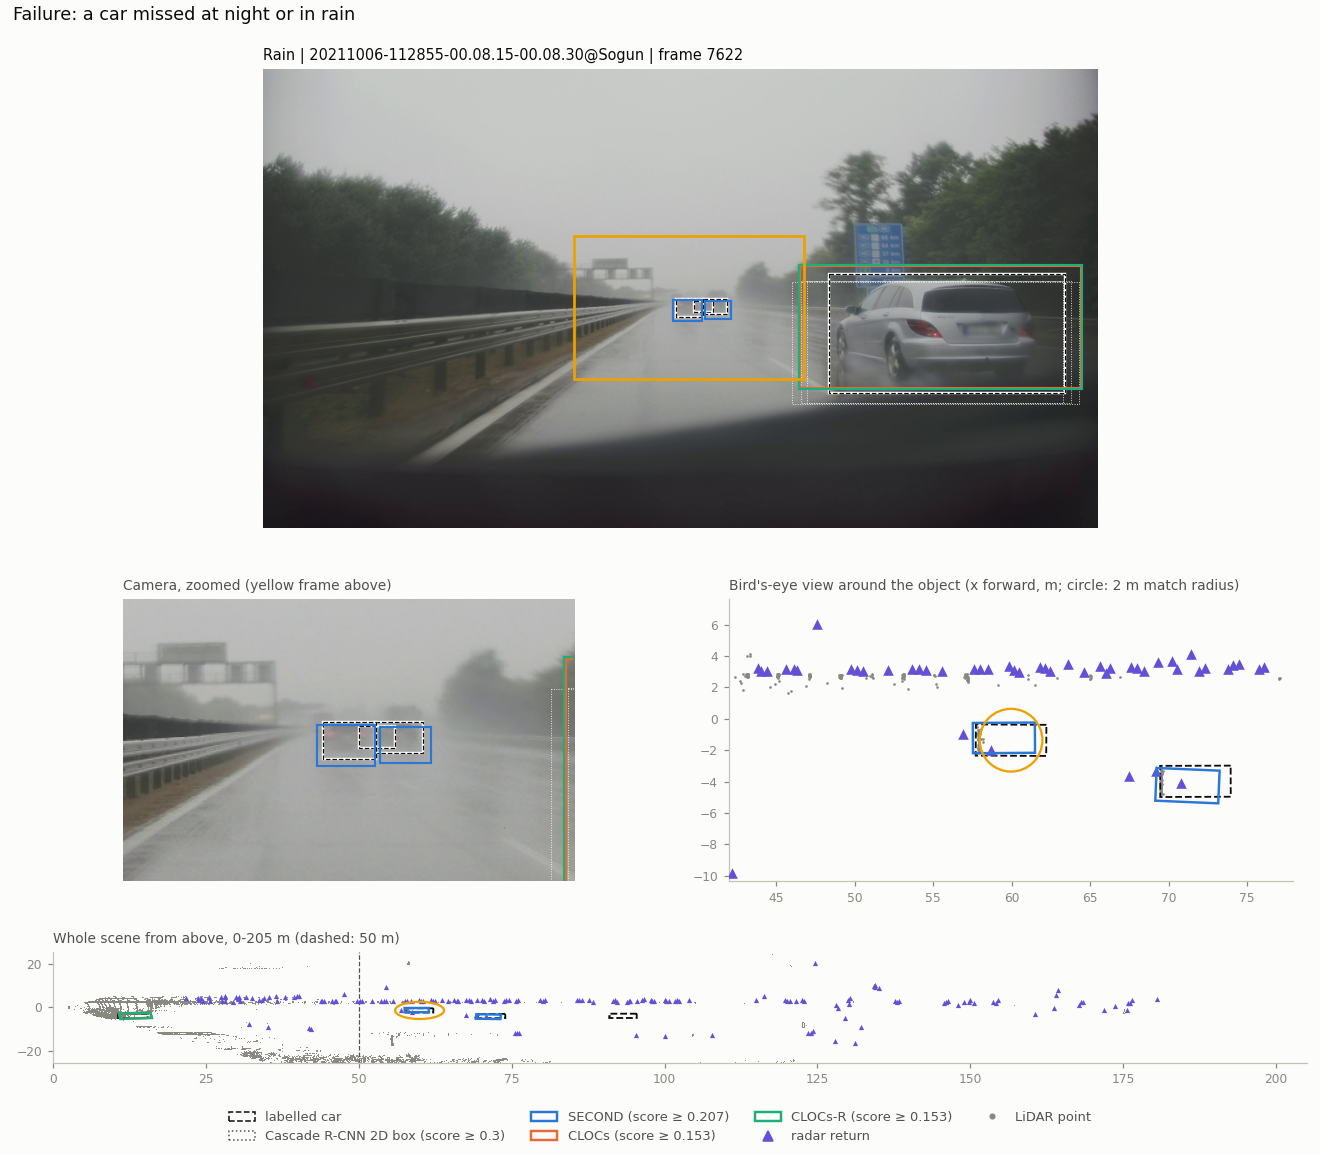 Failure: a car missed at night or in rain
Rain | 20211006-112855-00.08.15-00.08.30@Sogun | frame 7622
Camera, zoomed (yellow frame above)
Bird's-eye view around the object (x forward, m; circle: 2 m match radius)
6
4
2
0
−2
−4
−6
−8
−10
45 50 55 60 65 70 75
Whole scene from above, 0-205 m (dashed: 50 m)
20
0
−20
0 25 50 75 100 125 150 175 200
labelled car SECOND (score ≥ 0.207) CLOCs-R (score ≥ 0.153) LiDAR point
Cascade R-CNN 2D box (score ≥ 0.3) CLOCs (score ≥ 0.153) radar return